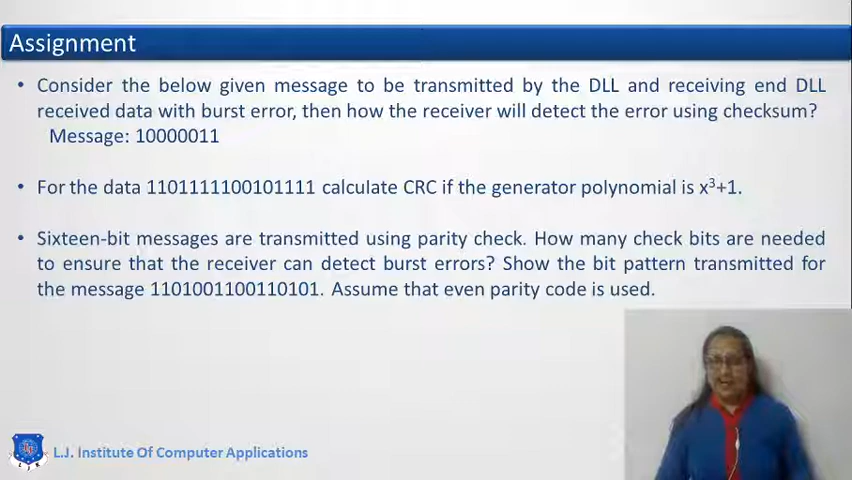 Assignment
• Consider the below given message to be transmitted by the DLL and receiving end DLL
received data with burst error, then how the receiver will detect the error using checksum?
Message: 10000011
• For the data 1101111100101111 calculate CRC if the generator polynomial is x³+1.
• Sixteen-bit messages are transmitted using parity check. How many check bits are needed
to ensure that the receiver can detect burst errors? Show the bit pattern transmitted for
the message 1101001100110101. Assume that even parity code is used.
L.J. Institute Of Computer Applications